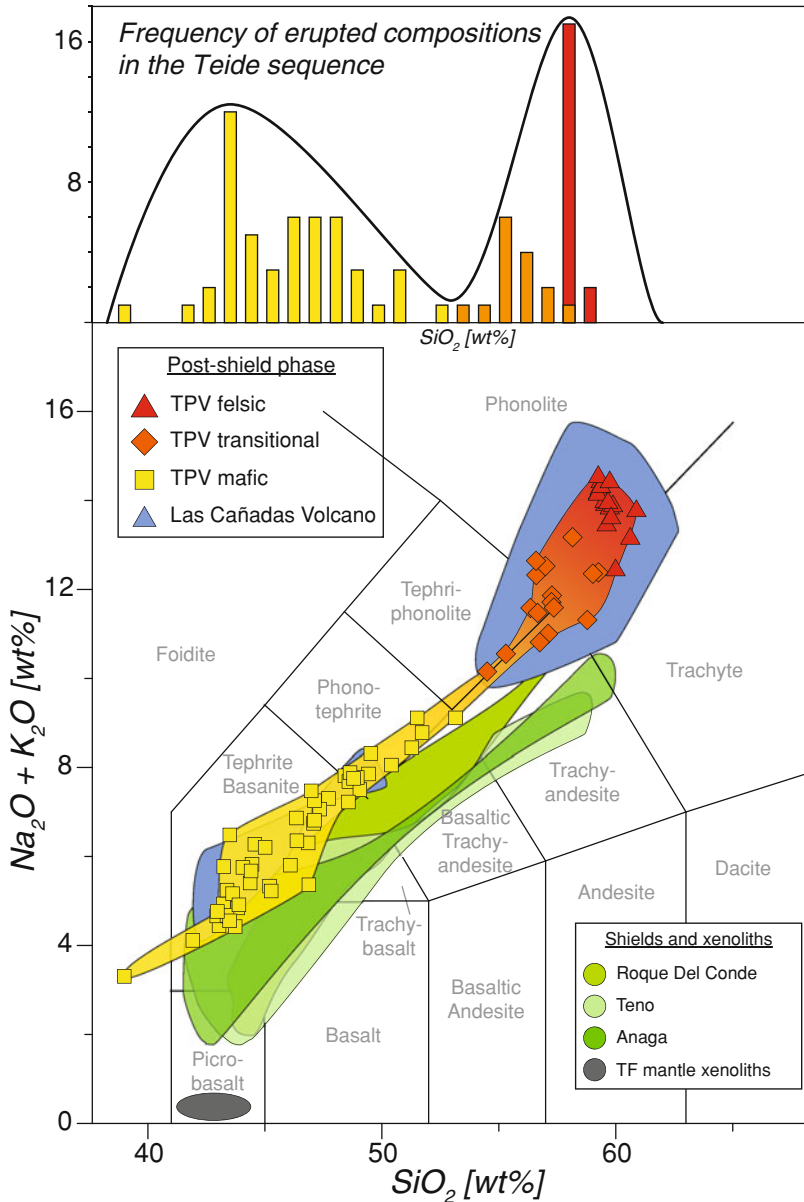 Frequency of erupted compositions
in the Teide sequence
16
8
SiO2 [wt%]
Post-shield phase
TPV felsic
TPV transitional
TPV mafic
Las Cañadas Volcano
16
12
8
4
0
Na2O + K2O [wt%]
Phonolite
Tephri-
phonolite
Foidite
Phono-
tephrite
Trachyte
Tephrite
Basanite
Trachy-
andesite
Basaltic
Trachy-
andesite
Dacite
Andesite
Trachy-
basalt
Basaltic
Andesite
Basalt
Picro-
basalt
Shields and xenoliths
Roque Del Conde
Teno
Anaga
TF mantle xenoliths
40
50
60
SiO2 [wt%]